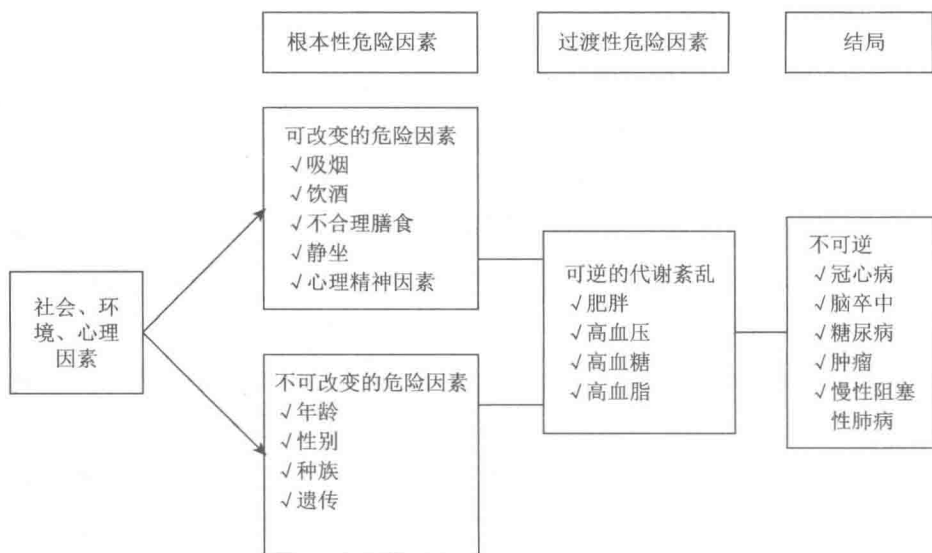 根本性危险因素
过渡性危险因素
结局
社会、环
境、心理
因素
可改变的危险因素
√吸烟
√饮酒
√不合理膳食
√静坐
√心理精神因素
不可改变的危险因素
√年龄
√性别
√种族
√遗传
可逆的代谢紊乱
√肥胖
√高血压
√高血糖
√高血脂
不可逆
√冠心病
√脑卒中
√糖尿病
√肿瘤
√慢性阻塞
性肺病